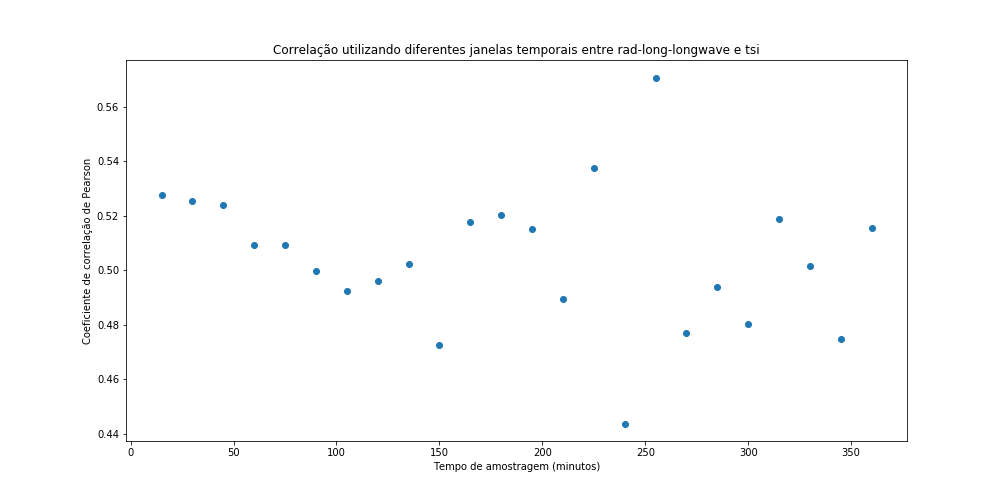 Correlação utilizando diferentes janelas temporais entre rad-long-longwave e tsi
0.56
0.54
0.52
0.50
0.48
0.46
0.44
Coeficiente de correlação de Pearson
0 50 100 150 200 250 300 350
Tempo de amostragem (minutos)